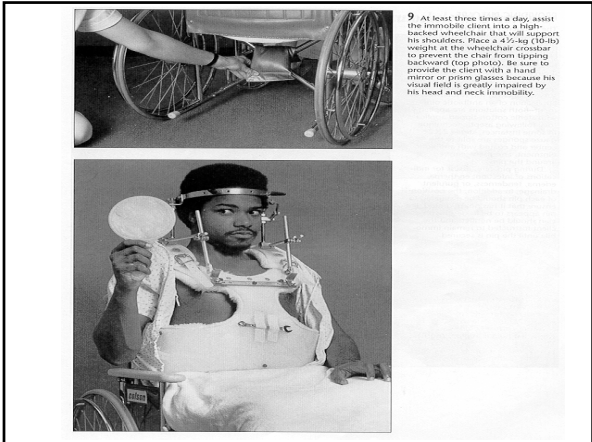 9 At least three times a day, assist
the immobile client into a high-
backed wheelchair that will support
his shoulders. Place a 4½-kg (10-lb)
weight at the wheelchair crossbar
to prevent the chair from tipping
backward (top photo). Be sure to
provide the client with a hand
mirror or prism glasses because his
visual field is greatly impaired by
his head and neck immobility.